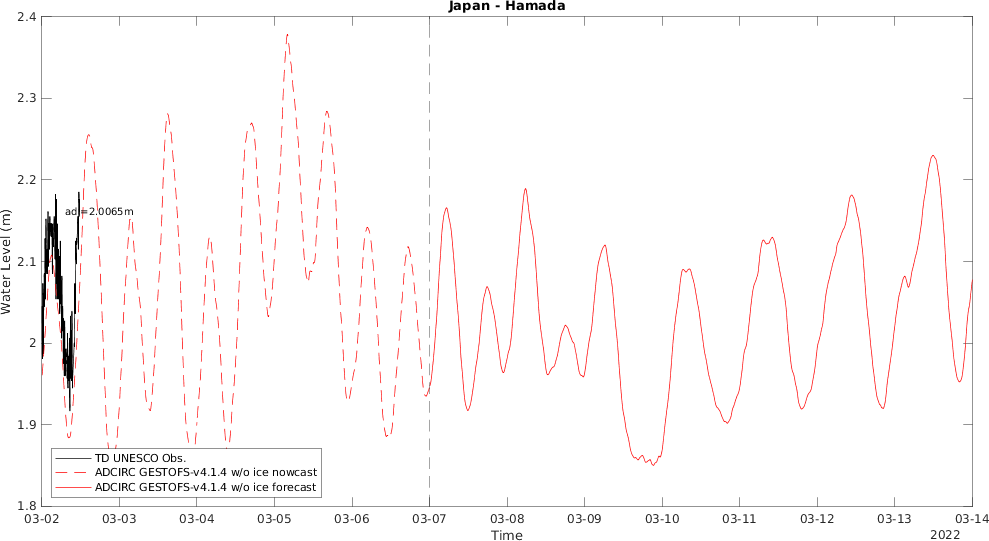 Japan - Hamada
Water Level (m)
2.4
2.3
2.2
2.1
2
1.9
1.8
adj=2.0065m
TD UNESCO Obs.
ADCIRC GESTOFS-v4.1.4 w/o ice nowcast
ADCIRC GESTOFS-v4.1.4 w/o ice forecast
03-02 03-03 03-04 03-05 03-06 03-07 03-08 03-09 03-10 03-11 03-12 03-13 03-14
Time
2022